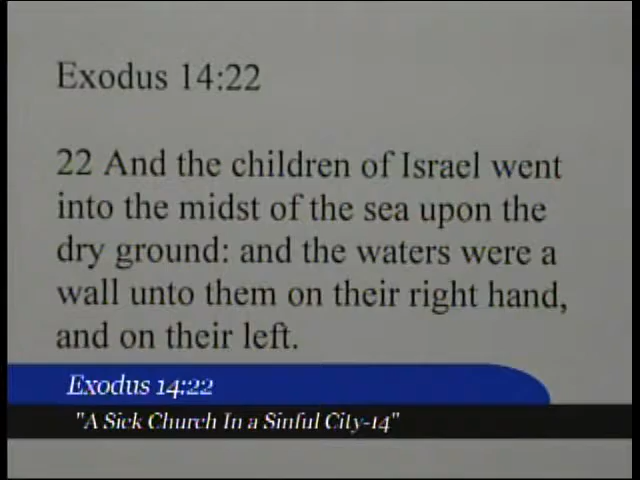 Exodus 14:22
22 And the children of Israel went
into the midst of the sea upon the
dry ground: and the waters were a
wall unto them on their right hand,
and on their left.
Exodus 14:22
"A Sick Church In a Sinful City-14"